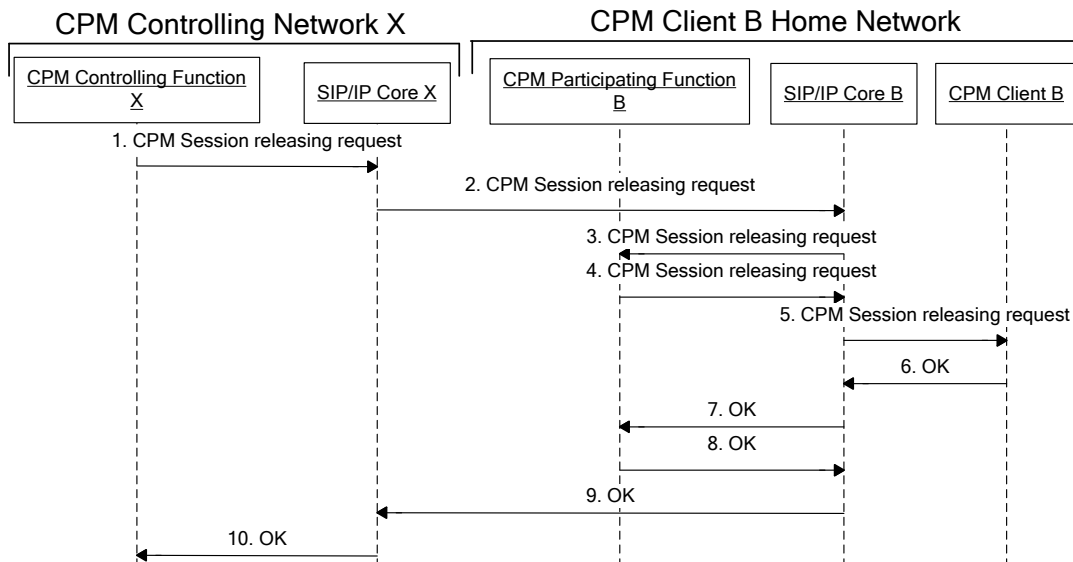 CPM Controlling Network X
CPM Client B Home Network
CPM Controlling Function
X
SIP/IP Core X
CPM Participating Function
B
SIP/IP Core B
CPM Client B
1. CPM Session releasing request
2. CPM Session releasing request
3. CPM Session releasing request
4. CPM Session releasing request
5. CPM Session releasing request
6. OK
7. OK
8. OK
9. OK
10. OK